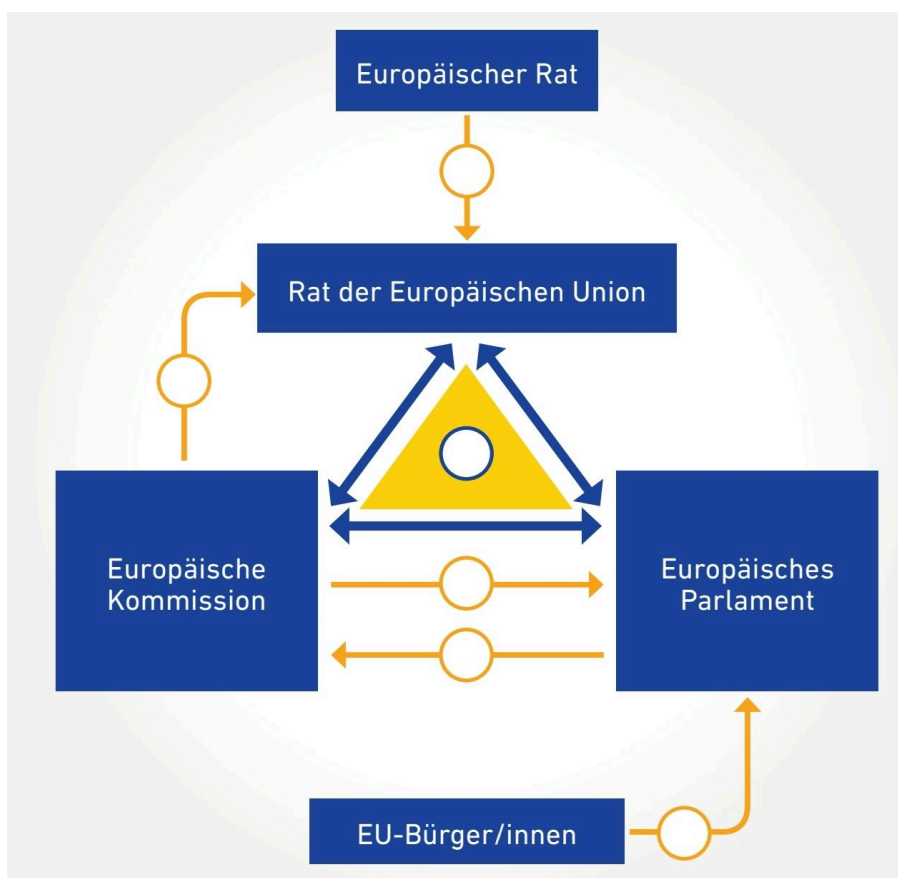 Europäischer Rat
Rat der Europäischen Union
Europäische
Kommission
Europäisches
Parlament
EU-Bürger/innen